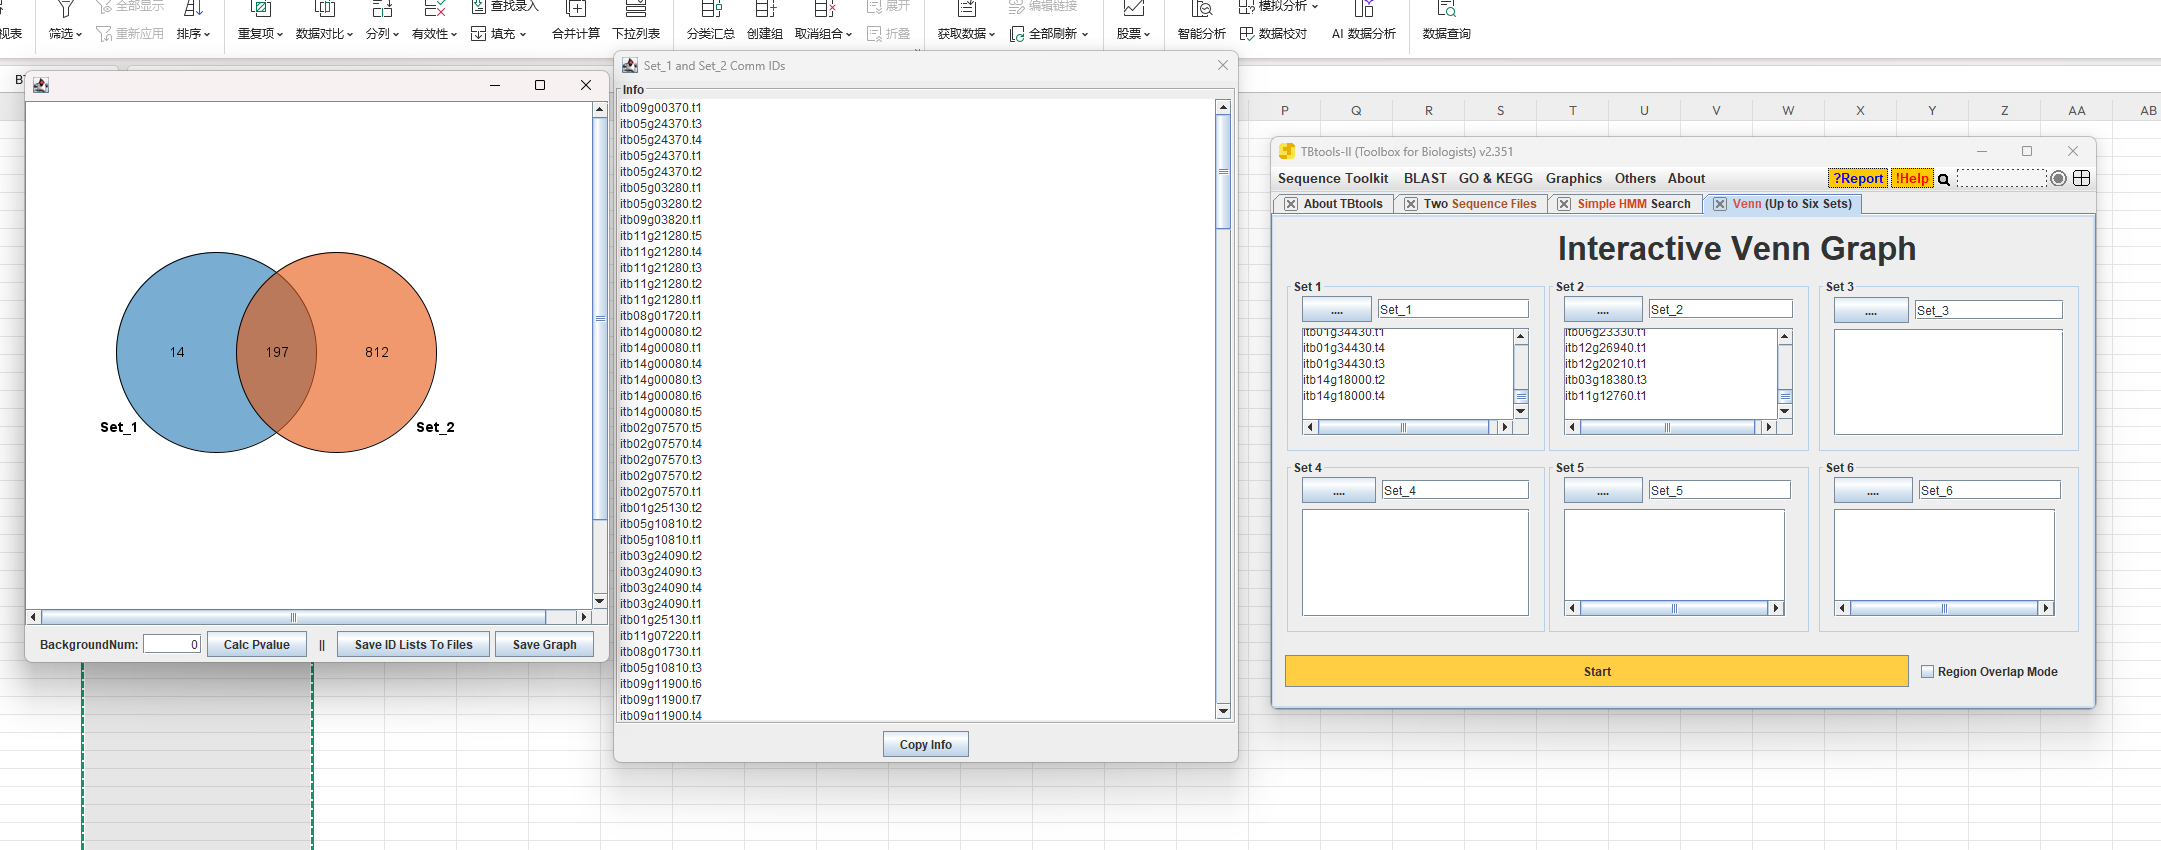 全部显示
查找录入
展开
编辑链接
模拟分析
视表
筛选
重新应用
排序
重复项
数据对比
分列
有效性
填充
合并计算
下拉列表
分类汇总
创建组
取消组合
折叠
获取数据
全部刷新
股票
智能分析
数据校对
AI 数据分析
数据查询
P Q R S T U V W X Y Z AA AB
14
197
812
Set_1
Set_2
BackgroundNum: 0 Calc Pvalue || Save ID Lists To Files Save Graph
Set_1 and Set_2 Comm IDs
Info
itb09g00370.t1
itb05g24370.t3
itb05g24370.t4
itb05g24370.t1
itb05g24370.t2
itb05g03280.t1
itb05g03280.t2
itb09g03820.t1
itb11g21280.t5
itb11g21280.t4
itb11g21280.t3
itb11g21280.t2
itb11g21280.t1
itb08g01720.t1
itb14g00080.t2
itb14g00080.t1
itb14g00080.t4
itb14g00080.t3
itb14g00080.t6
itb14g00080.t5
itb02g07570.t5
itb02g07570.t4
itb02g07570.t3
itb02g07570.t2
itb02g07570.t1
itb01g25130.t2
itb05g10810.t2
itb05g10810.t1
itb03g24090.t2
itb03g24090.t3
itb03g24090.t4
itb03g24090.t1
itb01g25130.t1
itb11g07220.t1
itb08g01730.t1
itb05g10810.t3
itb09g11900.t6
itb09g11900.t7
itb09g11900.t4
Copy Info
TBtools-II (Toolbox for Biologists) v2.351
Sequence Toolkit BLAST GO & KEGG Graphics Others About ?Report !Help
About TBtools Two Sequence Files Simple HMM Search Venn (Up to Six Sets)
Interactive Venn Graph
Set 1
.... Set_1
itb01g34430.t1
itb01g34430.t4
itb01g34430.t3
itb14g18000.t2
itb14g18000.t4
Set 2
.... Set_2
itb06g23330.t1
itb12g26940.t1
itb12g20210.t1
itb03g18380.t3
itb11g12760.t1
Set 3
.... Set_3
Set 4
.... Set_4
Set 5
.... Set_5
Set 6
.... Set_6
Start
Region Overlap Mode